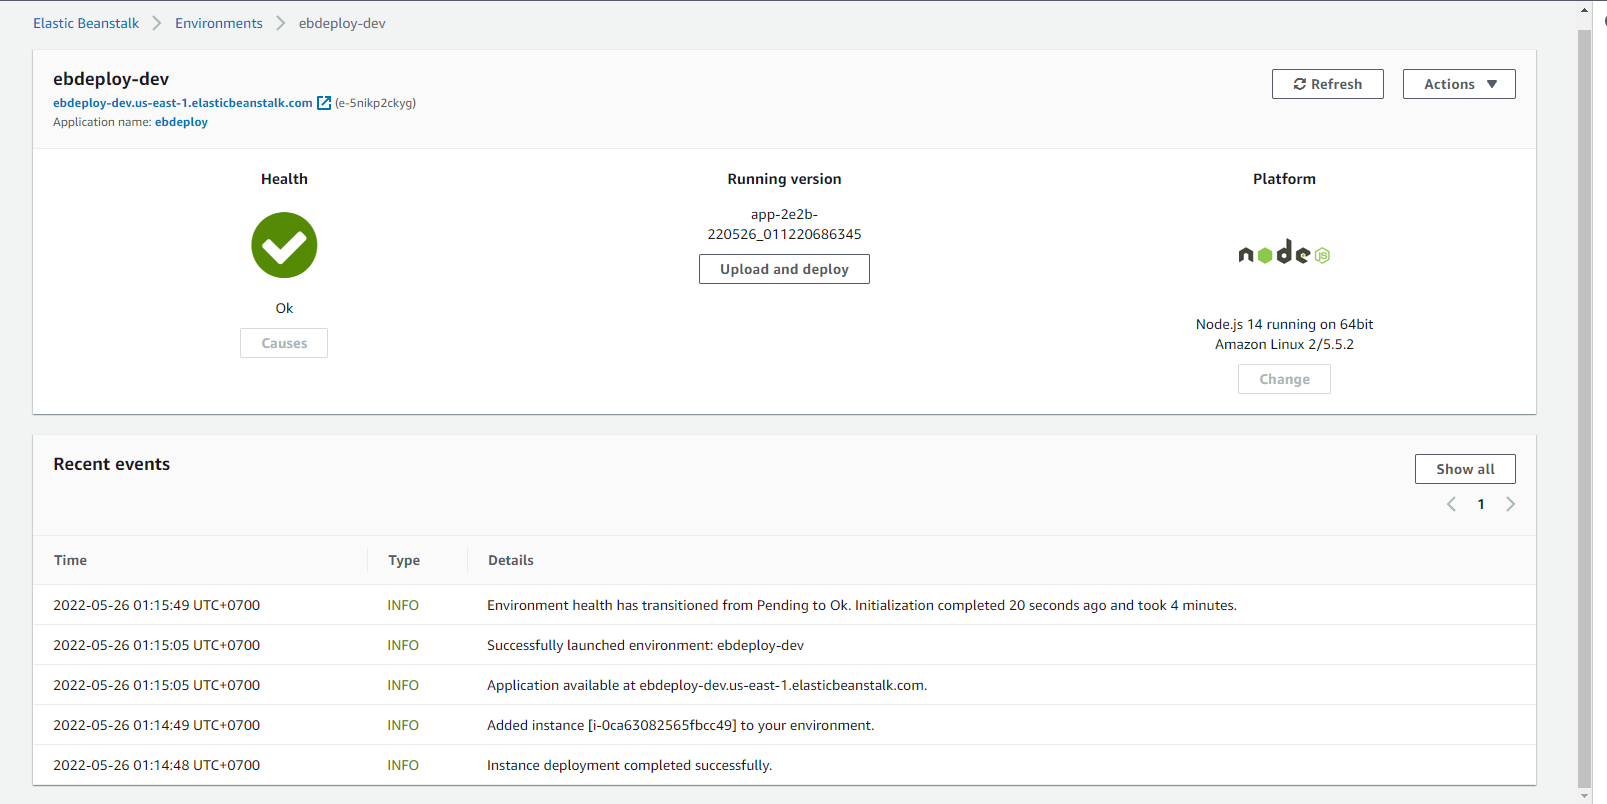 Elastic Beanstalk > Environments > ebdeploy-dev
ebdeploy-dev
Refresh
Actions ▼
ebdeploy-dev.us-east-1.elasticbeanstalk.com (e-5nikp2ckyg)
Application name: ebdeploy
Health
Ok
Causes
Running version
app-2e2b-
220526_011220686345
Upload and deploy
Platform
node JS
Node.js 14 running on 64bit
Amazon Linux 2/5.5.2
Change
Recent events
Show all
< 1 >
Time Type Details
2022-05-26 01:15:49 UTC+0700 INFO Environment health has transitioned from Pending to Ok. Initialization completed 20 seconds ago and took 4 minutes.
2022-05-26 01:15:05 UTC+0700 INFO Successfully launched environment: ebdeploy-dev
2022-05-26 01:15:05 UTC+0700 INFO Application available at ebdeploy-dev.us-east-1.elasticbeanstalk.com.
2022-05-26 01:14:49 UTC+0700 INFO Added instance [i-0ca63082565fbcc49] to your environment.
2022-05-26 01:14:48 UTC+0700 INFO Instance deployment completed successfully.